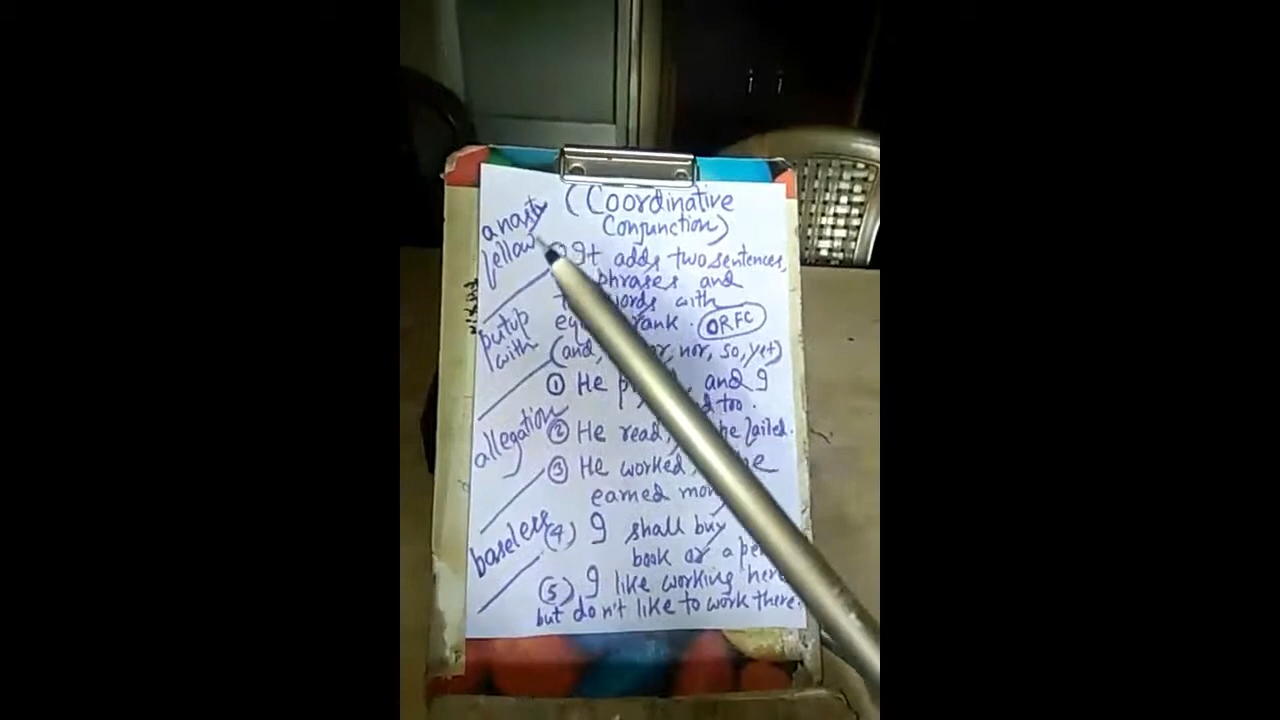 (Coordinative
Conjunction)
a nasty
fellow
It adds two sentences,
phrases and
words with
rank. ORFC
(and, or, nor, so, yet)
① He and I
too.
② He read, he failed.
③ He worked, he
earned
(4) I shall buy
book or a
(5) I like working here
but don't like to work there.
put up
with
allegation
baseless